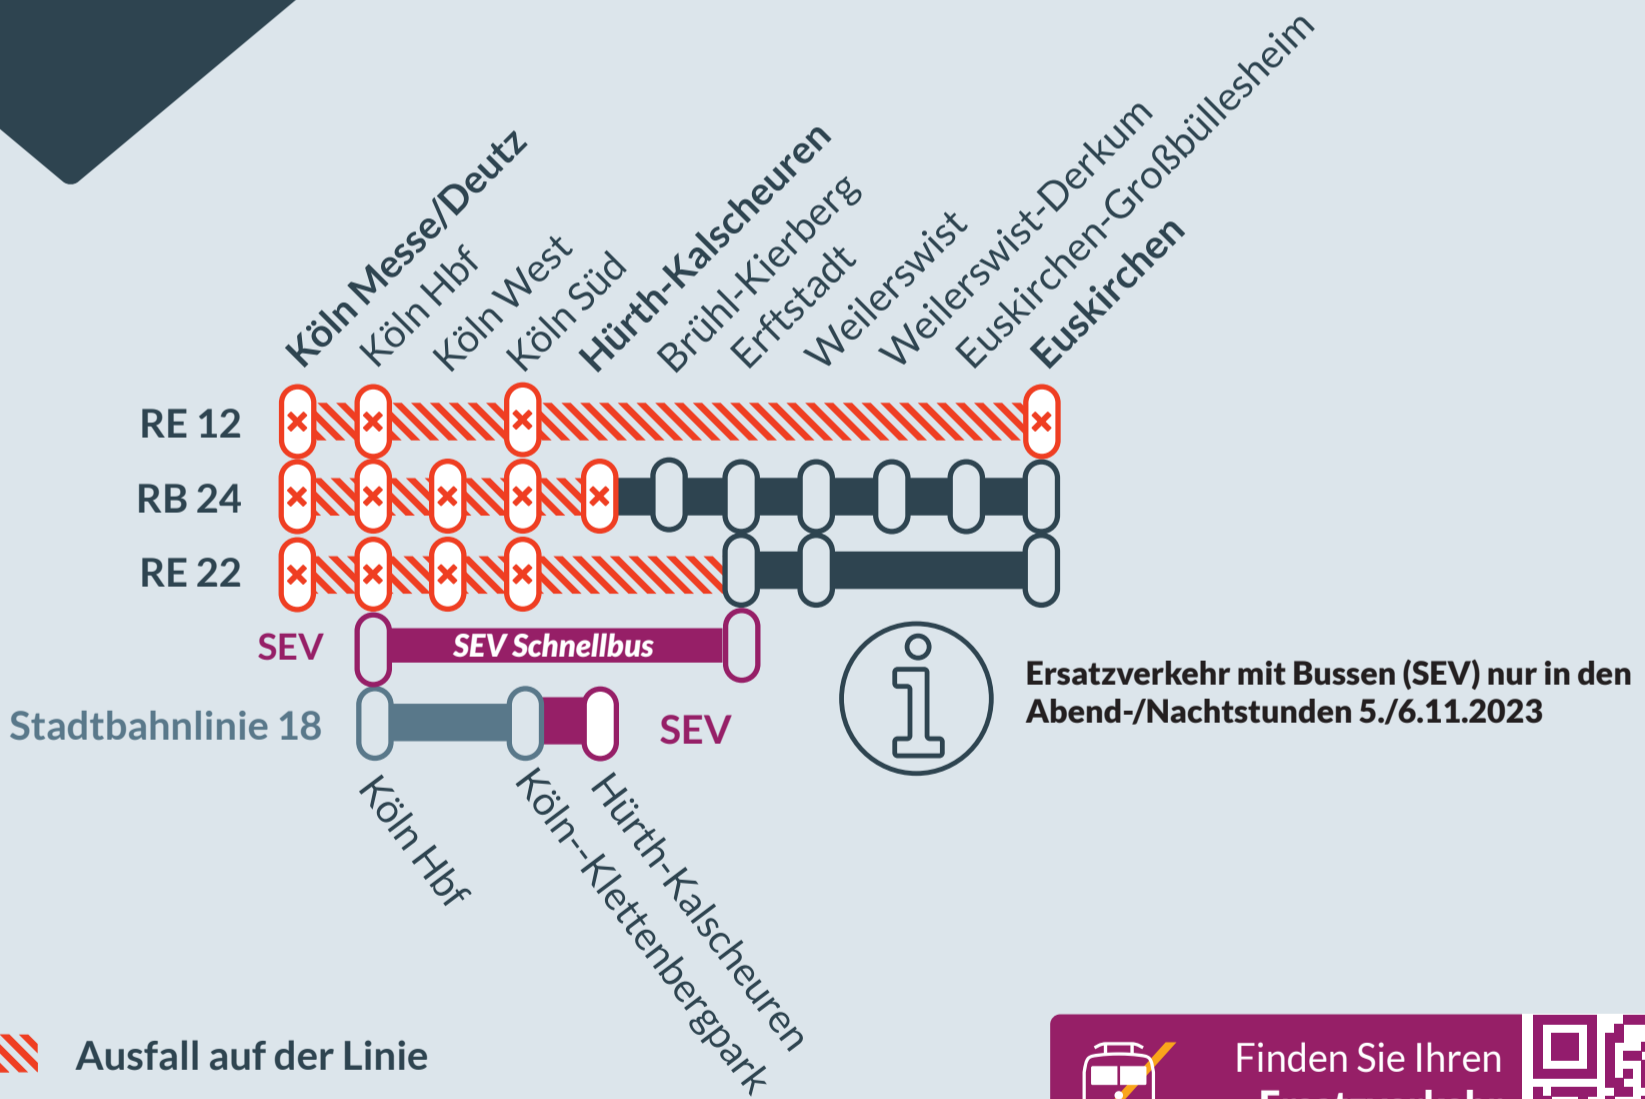 Köln Messe/Deutz
Köln Hbf
Köln West
Köln Süd
Hürth-Kalscheuren
Brühl-Kierberg
Erftstadt
Weilerswist
Weilerswist-Derkum
Euskirchen-Großbüllesheim
Euskirchen
RE 12
RB 24
RE 22
SEV
SEV Schnellbus
Stadtbahnlinie 18
SEV
Ersatzverkehr mit Bussen (SEV) nur in den
Abend-/Nachtstunden 5./6.11.2023
Köln Hbf
Köln--Klettenbergpark
Hürth-Kalscheuren
Ausfall auf der Linie
Finden Sie Ihren